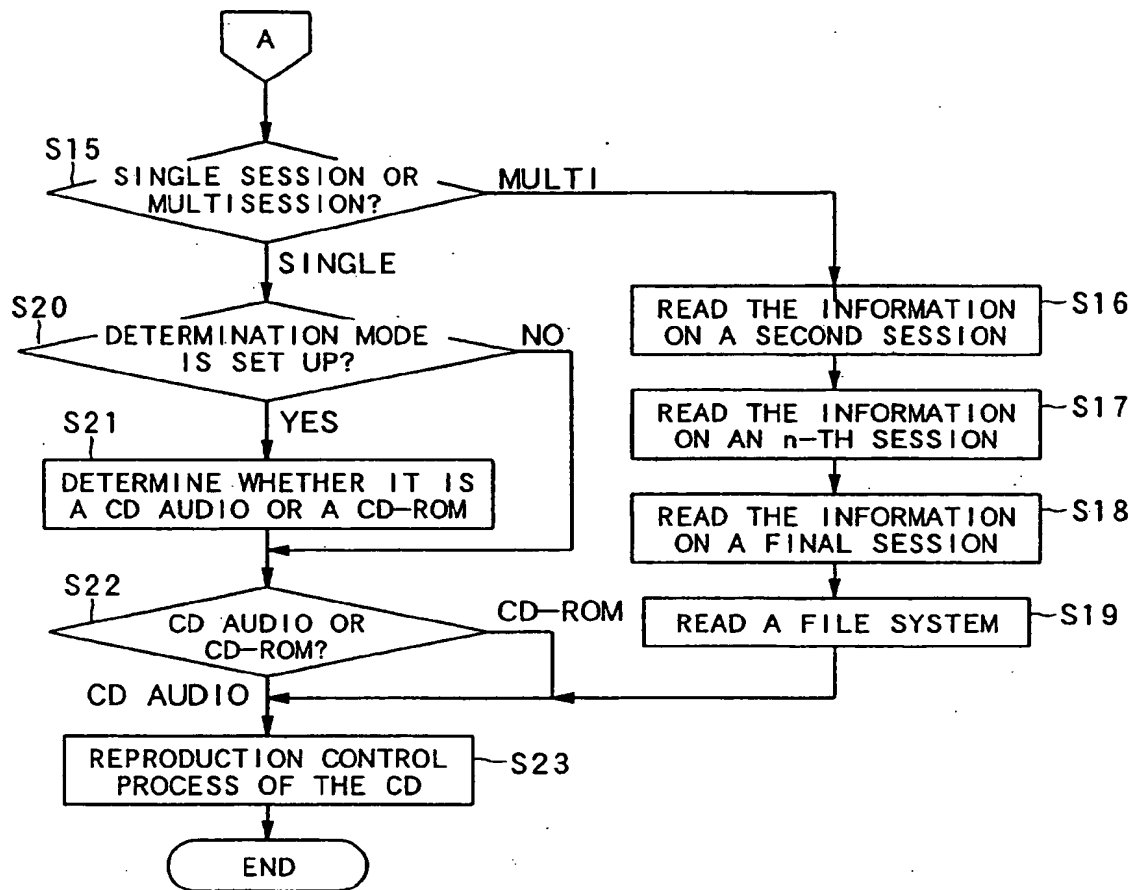 A
S15
SINGLE SESSION OR
MULTISESSION?
MULTI
SINGLE
S20
DETERMINATION MODE
IS SET UP?
NO
YES
READ THE INFORMATION
ON A SECOND SESSION
S16
READ THE INFORMATION
ON AN n-TH SESSION
S17
S21
DETERMINE WHETHER IT IS
A CD AUDIO OR A CD-ROM
READ THE INFORMATION
ON A FINAL SESSION
S18
S22
CD AUDIO OR
CD-ROM?
CD-ROM
READ A FILE SYSTEM
S19
CD AUDIO
REPRODUCTION CONTROL
PROCESS OF THE CD
S23
END